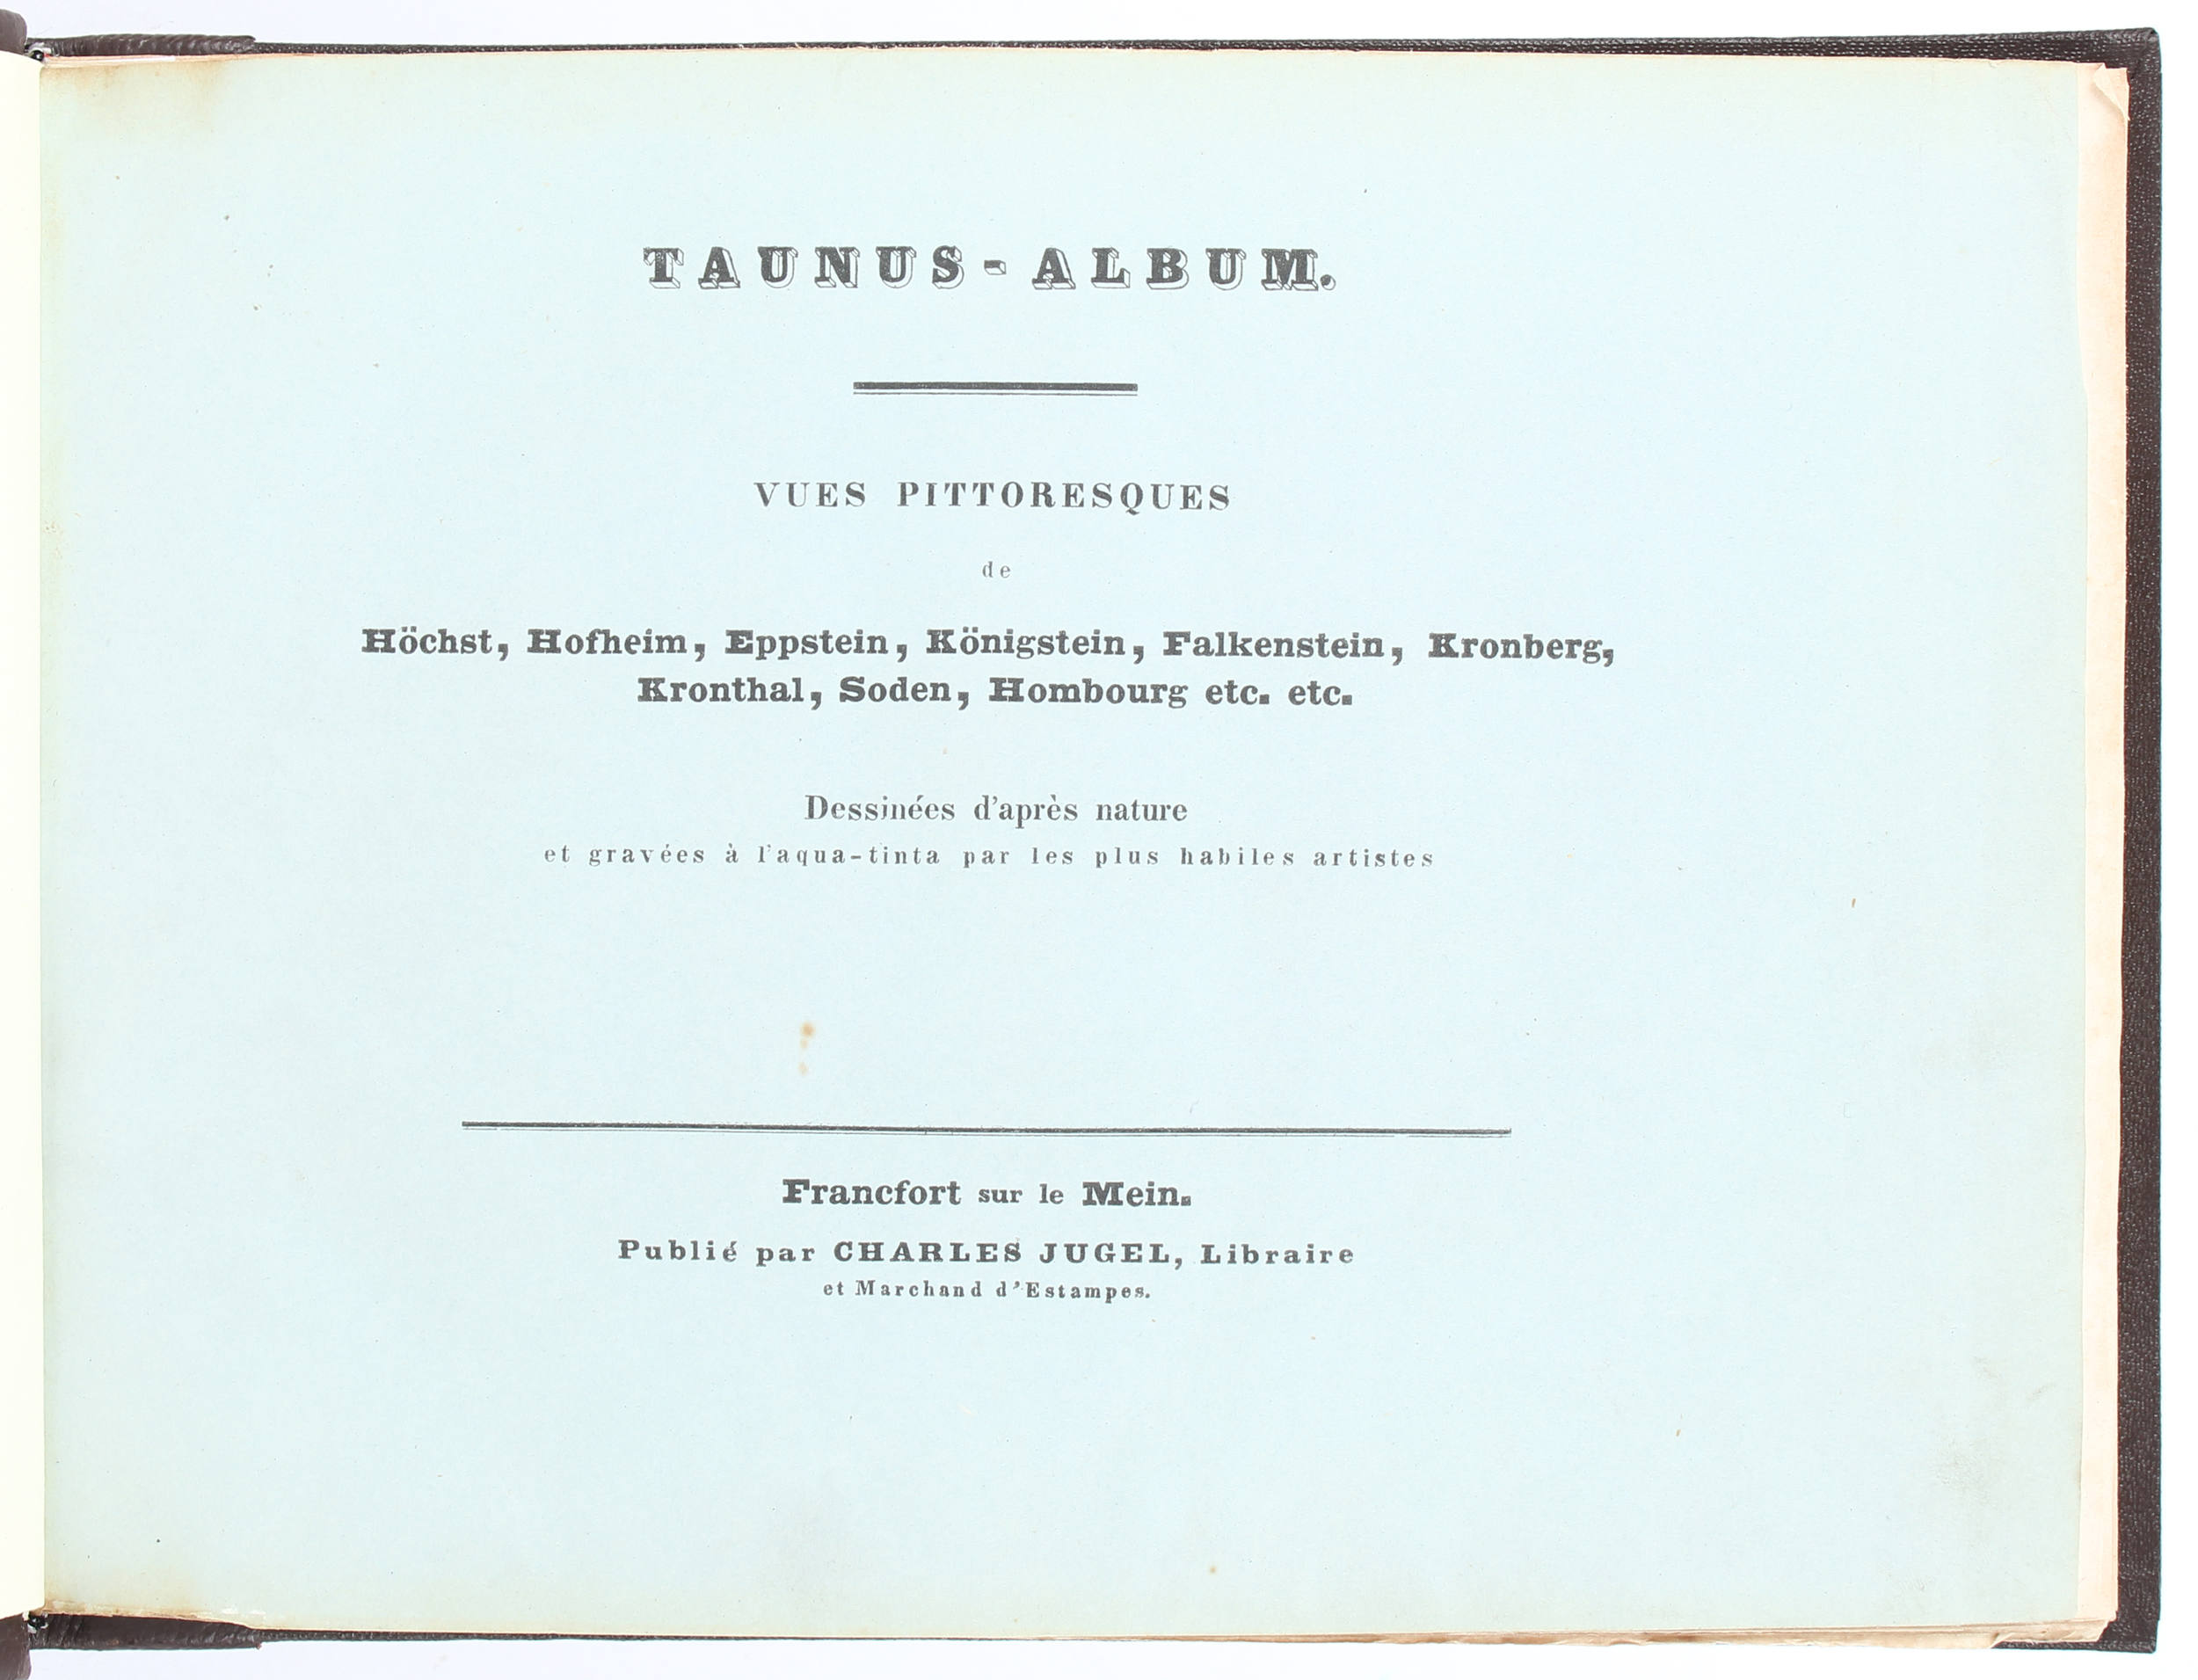 TAUNUS-ALBUM.
VUES PITTORESQUES
de
Höchst, Hofheim, Eppstein, Königstein, Falkenstein, Kronberg,
Kronthal, Soden, Hombourg etc. etc.
Dessinées d'après nature
et gravées à l'aqua-tinta par les plus habiles artistes
Francfort sur le Mein.
Publié par CHARLES JUGEL, Libraire
et Marchand d'Estampes.